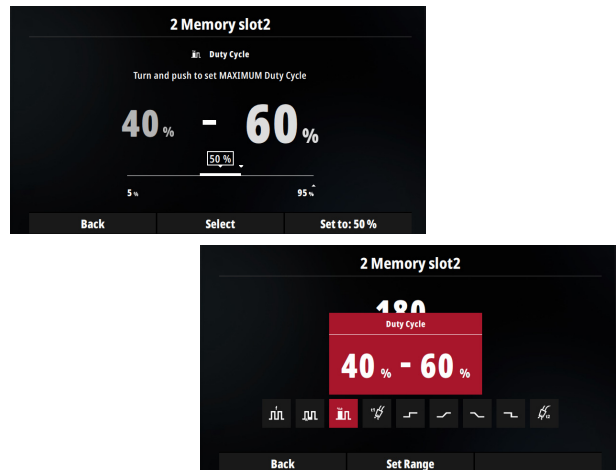 2 Memory slot2
Duty Cycle
Turn and push to set MAXIMUM Duty Cycle
40 % - 60 %
50 %
5 % 95 %
Back Select Set to: 50 %
2 Memory slot2
180
Duty Cycle
40 % - 60 %
Back Set Range